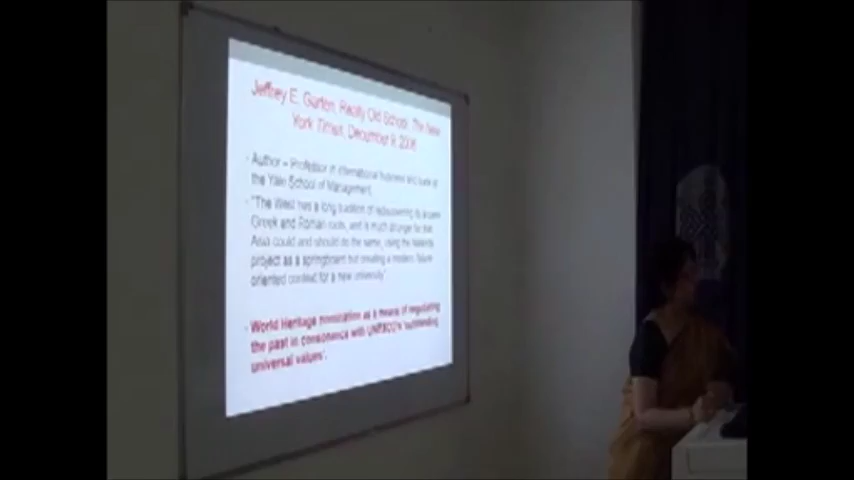 Jeffrey E. Garten, Really Old School, The New
York Times, December 9, 2006
- Author – Professor in international business and trade at
the Yale School of Management.
- "The West has a long tradition of rediscovering its ancient
Greek and Roman roots, and is much stronger for that.
Asia could and should do the same, using the Nalanda
project as a springboard but creating a modern, future-
oriented context for a new university"
- World Heritage nomination as a means of regulating
the past in consonance with UNESCO's 'outstanding
universal values'.